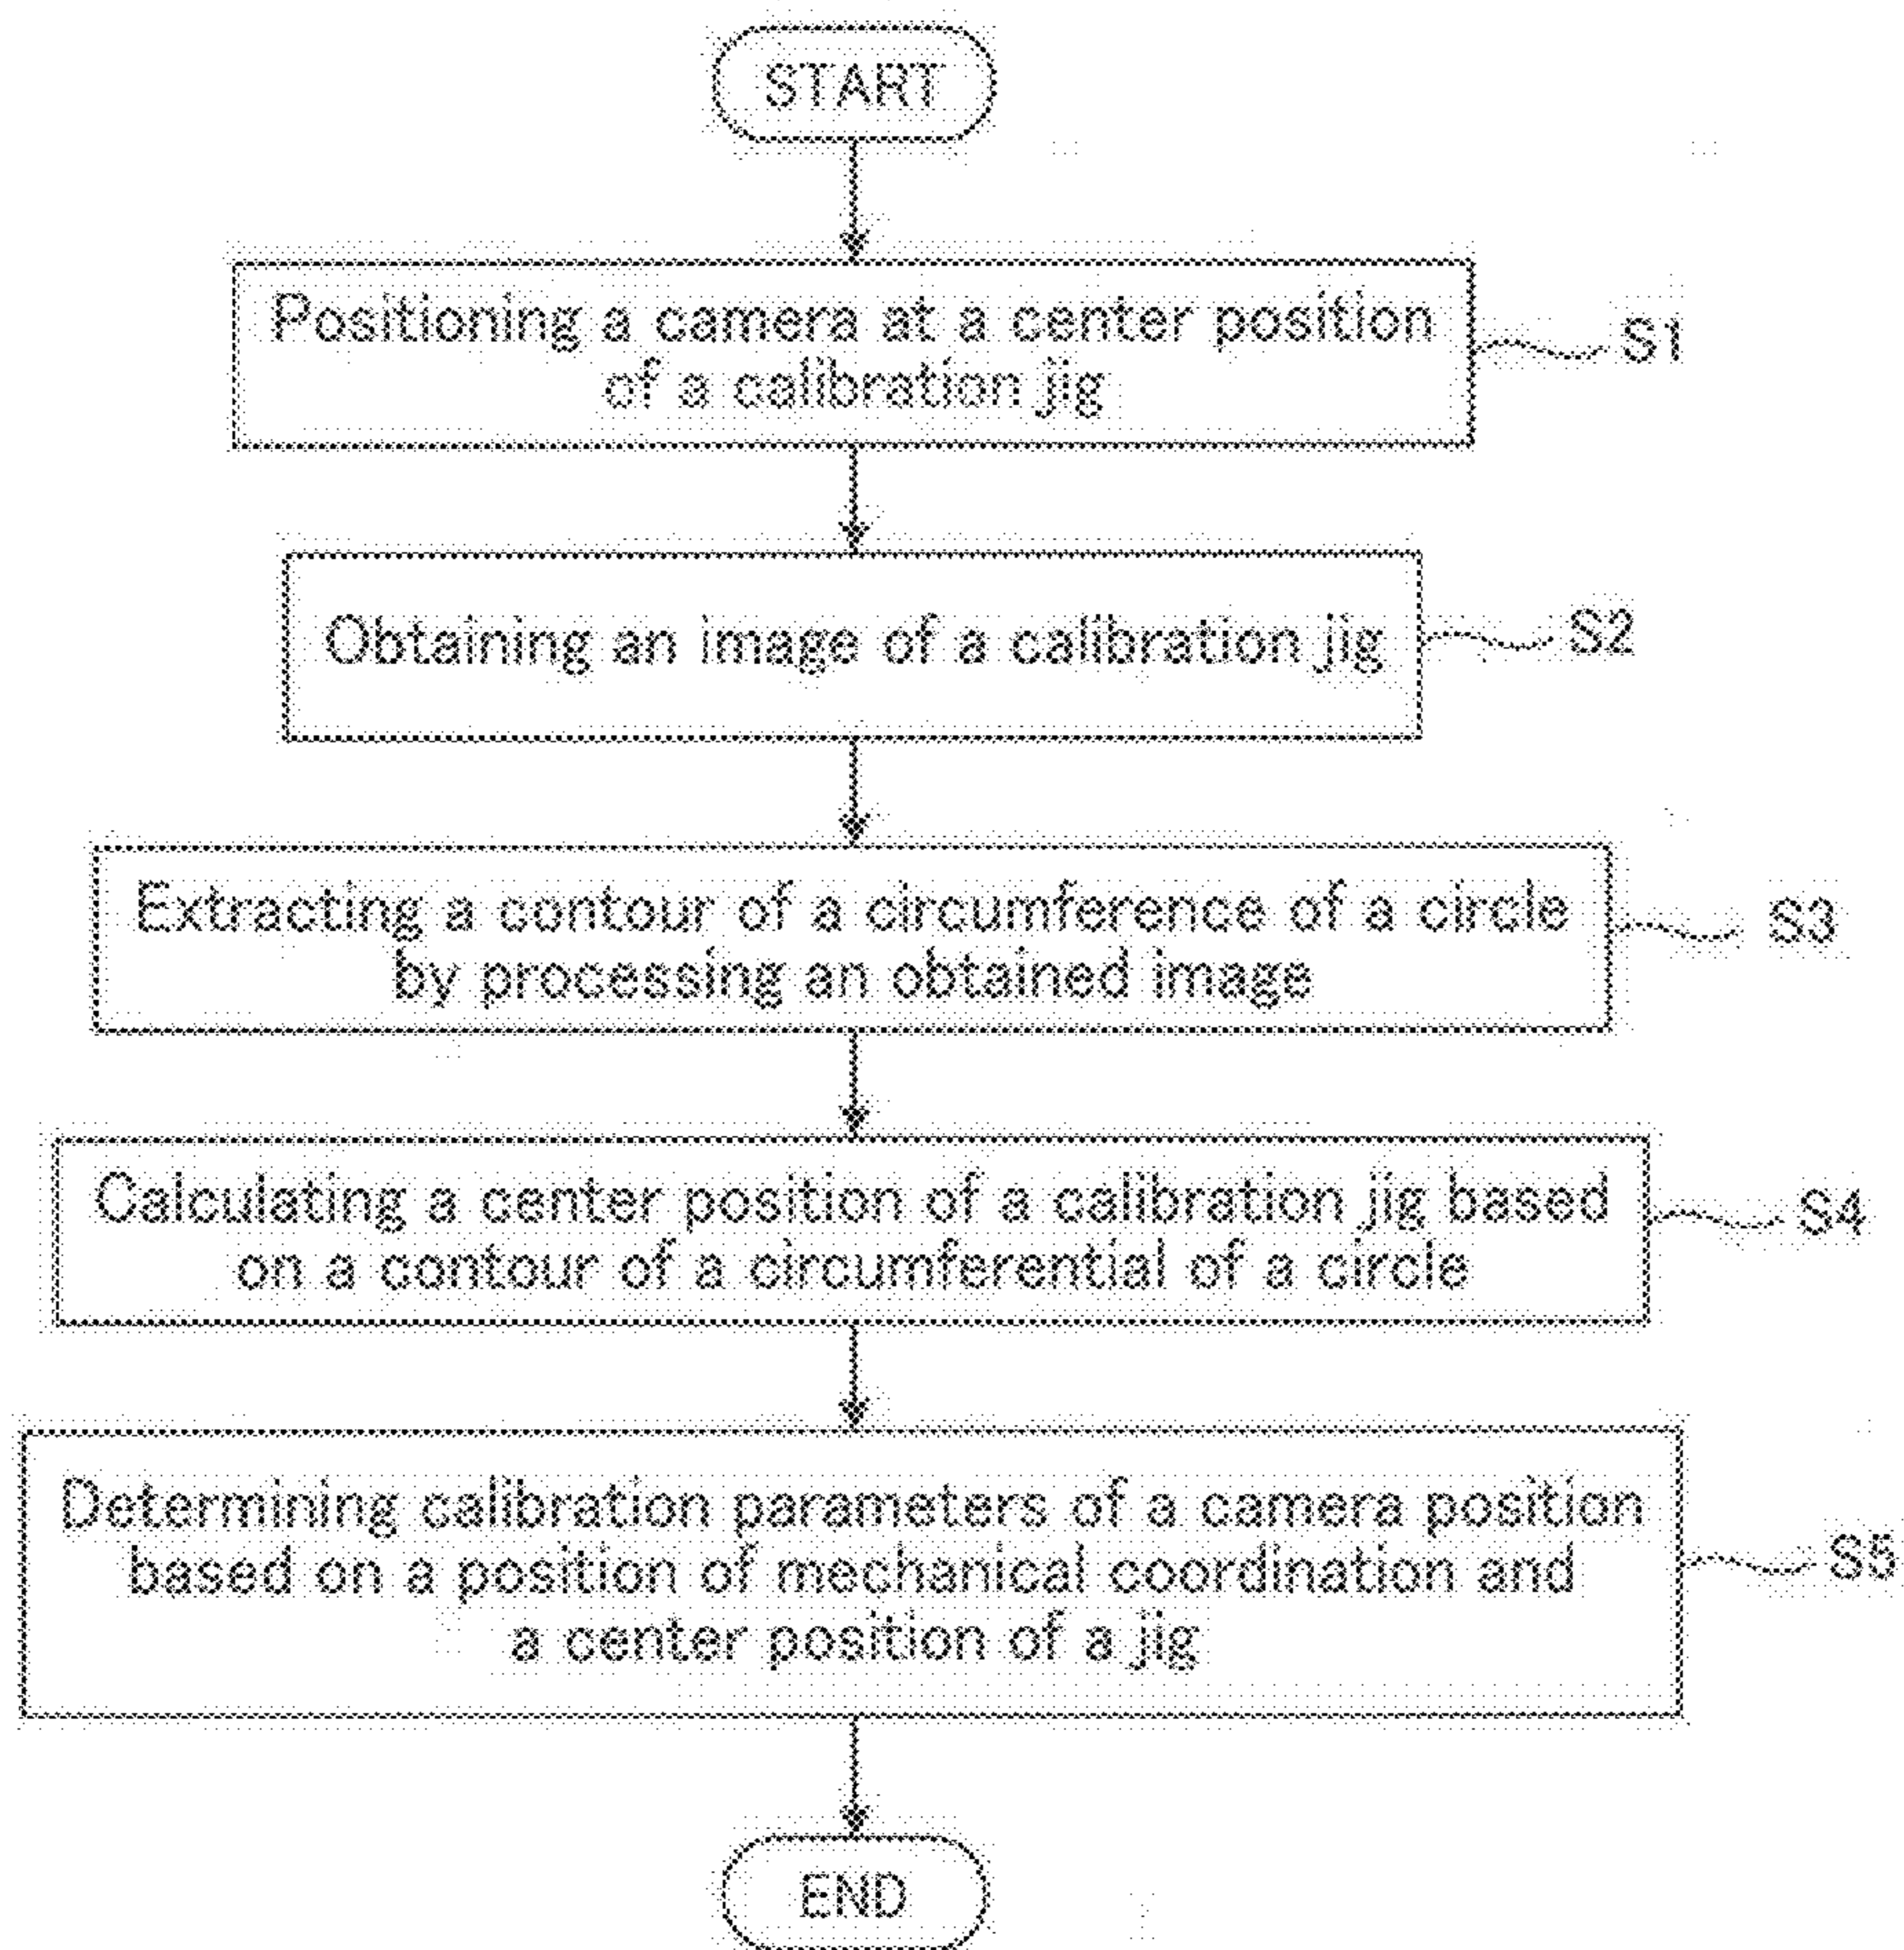 START
Positioning a camera at a center position
of a calibration jig
S1
Obtaining an image of a calibration jig
S2
Extracting a contour of a circumference of a circle
by processing an obtained image
S3
Calculating a center position of a calibration jig based
on a contour of a circumferential of a circle
S4
Determining calibration parameters of a camera position
based on a position of mechanical coordination and
a center position of a jig
S5
END